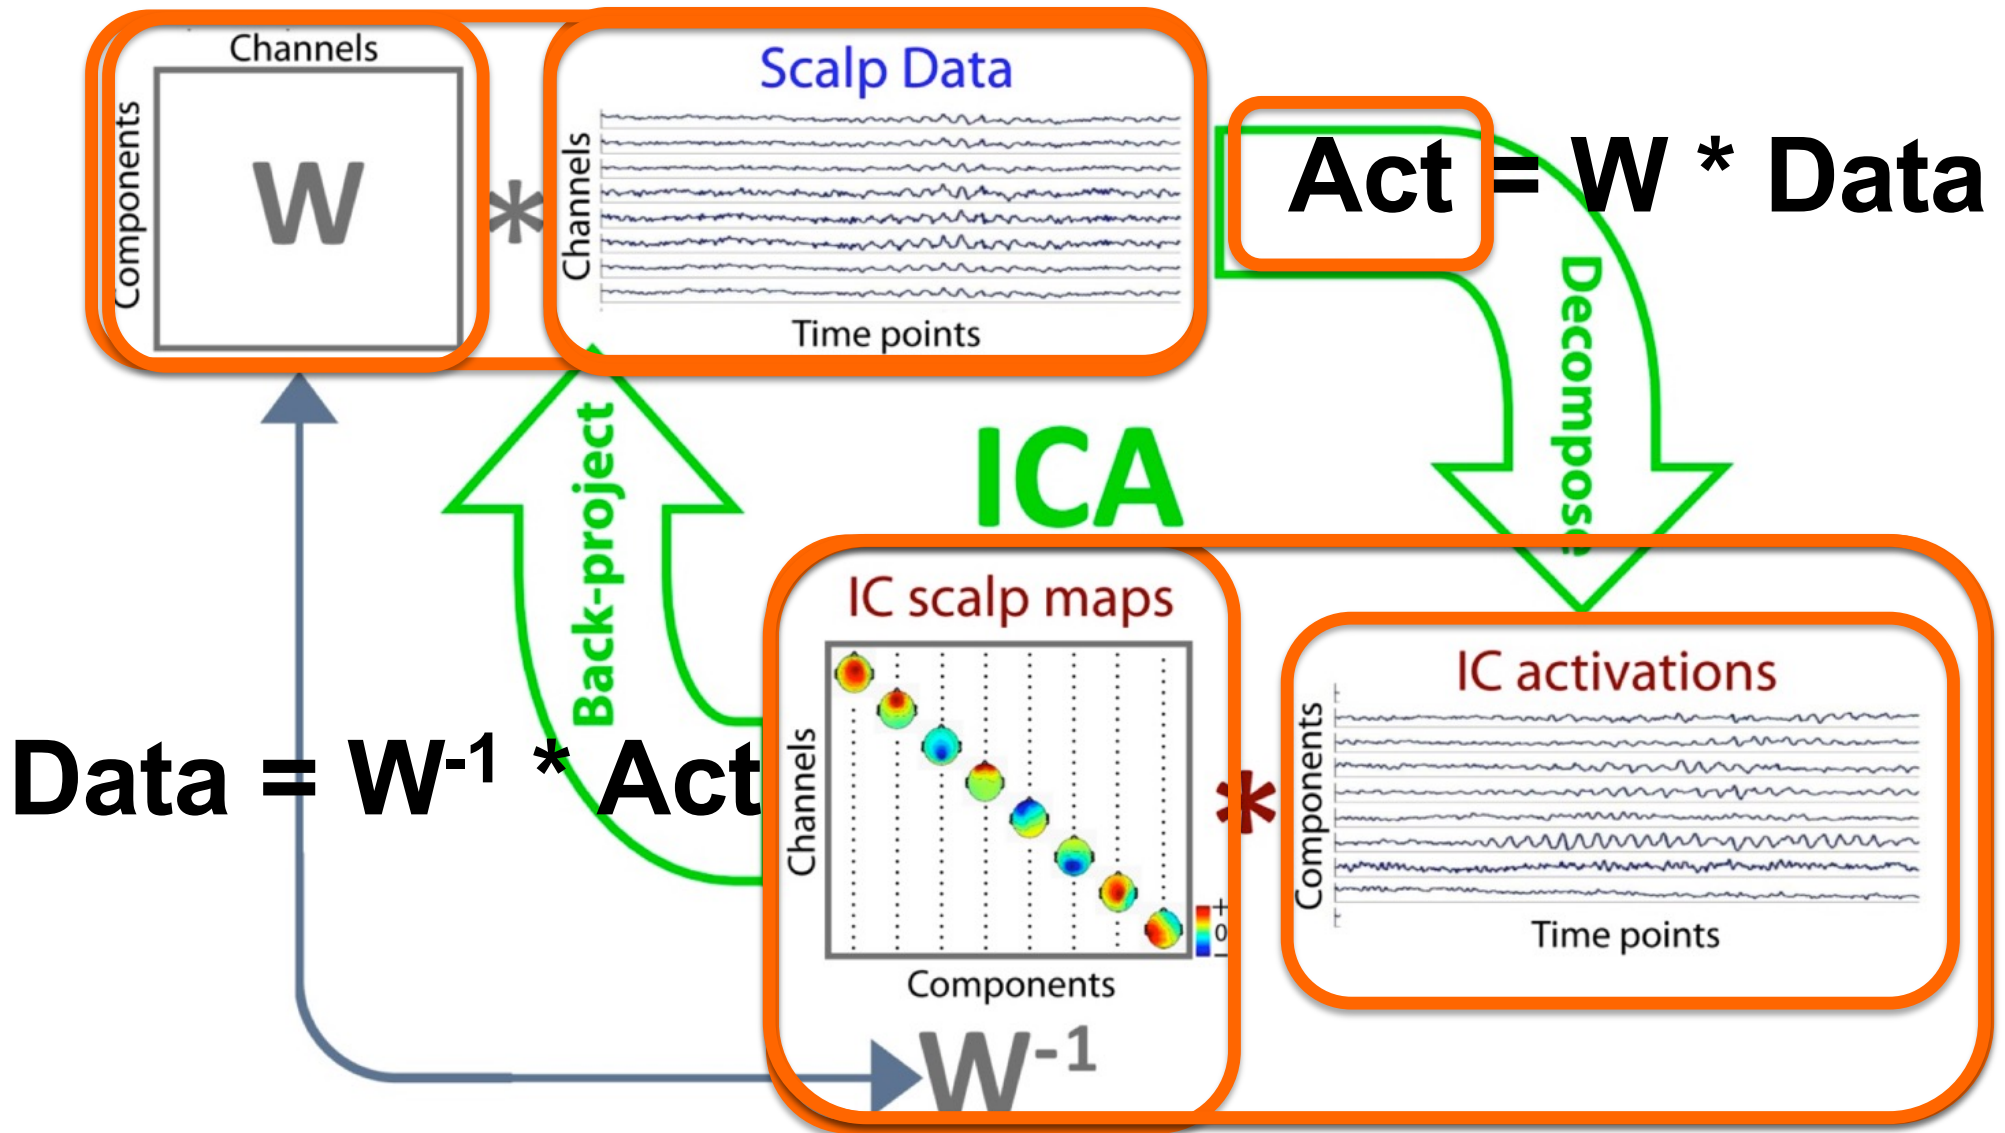 Channels
Components
W
*
Scalp Data
Channels
Time points
Act = W * Data
Decompose
Back-project
ICA
Data = W⁻¹ * Act
IC scalp maps
Channels
+
0
−
Components
W⁻¹
*
IC activations
Components
Time points